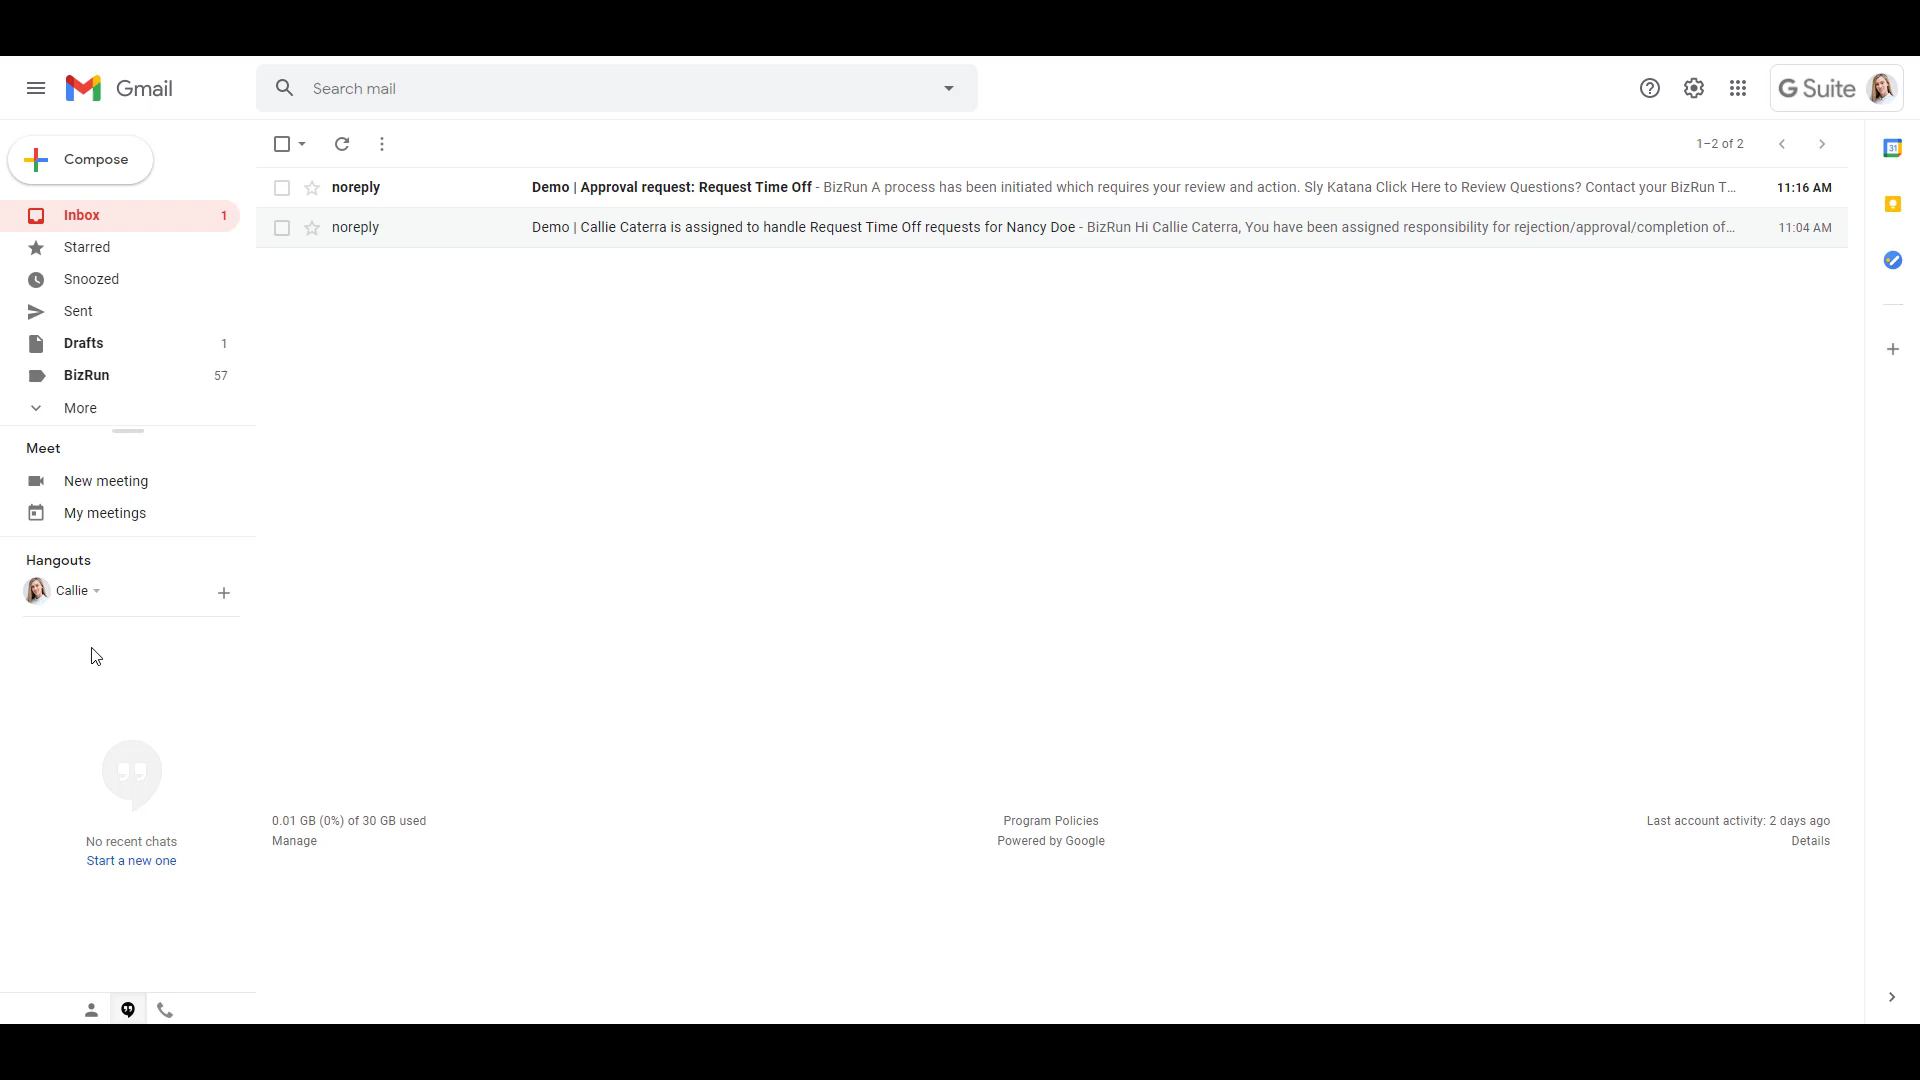 Gmail
Search mail
G Suite
Compose
1–2 of 2
Inbox 1
Starred
Snoozed
Sent
Drafts 1
BizRun 57
More
noreply Demo | Approval request: Request Time Off - BizRun A process has been initiated which requires your review and action. Sly Katana Click Here to Review Questions? Contact your BizRun T... 11:16 AM
noreply Demo | Callie Caterra is assigned to handle Request Time Off requests for Nancy Doe - BizRun Hi Callie Caterra, You have been assigned responsibility for rejection/approval/completion of... 11:04 AM
31
Meet
New meeting
My meetings
Hangouts
Callie
No recent chats
Start a new one
0.01 GB (0%) of 30 GB used
Manage
Program Policies
Powered by Google
Last account activity: 2 days ago
Details